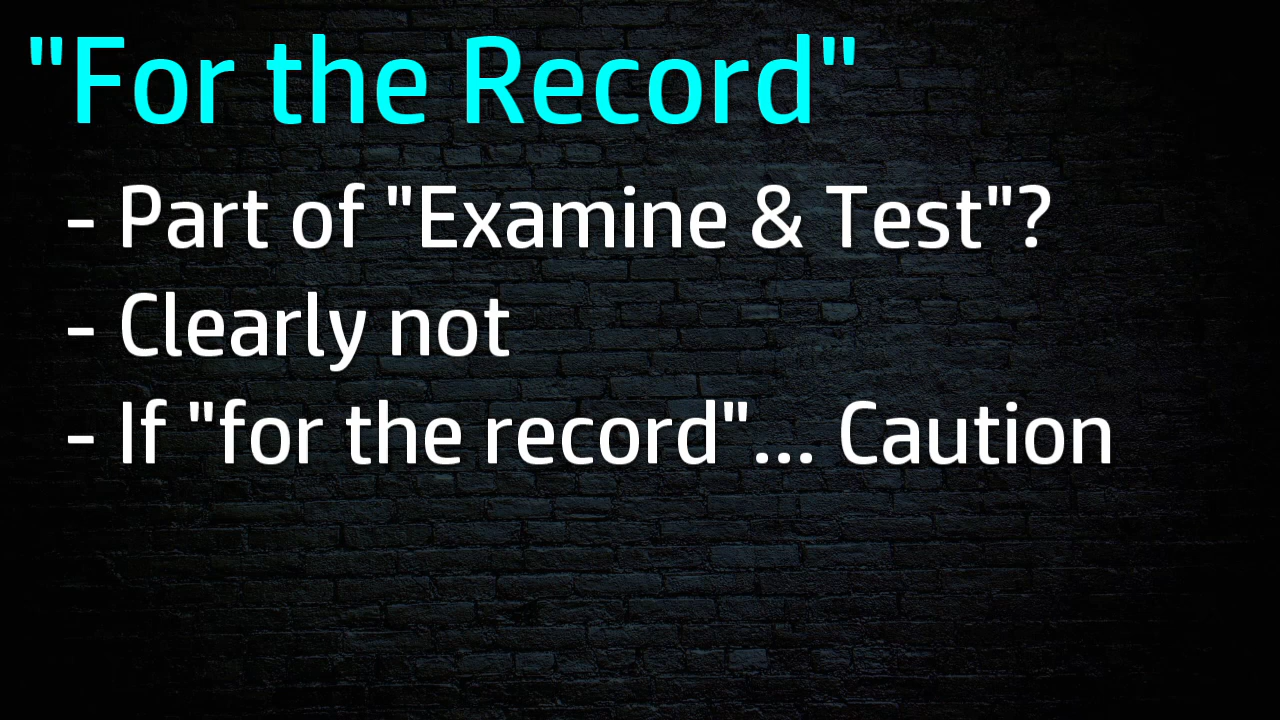 "For the Record"
- Part of "Examine & Test"?
- Clearly not
- If "for the record"... Caution